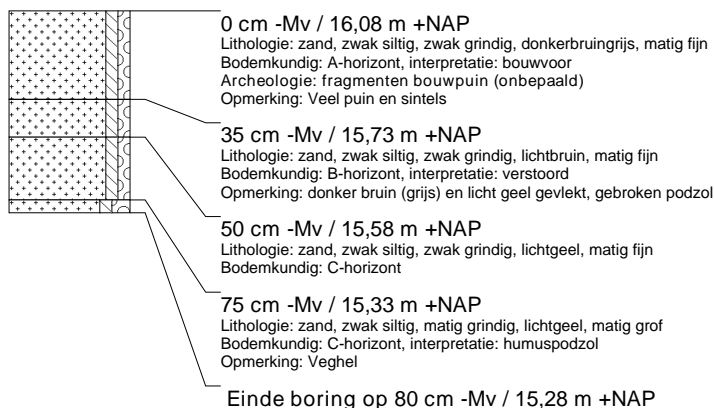 0 cm -Mv / 16,08 m +NAP
Lithologie: zand, zwak siltig, zwak grindig, donkerbruingrijs, matig fijn
Bodemkundig: A-horizont, interpretatie: bouwvoor
Archeologie: fragmenten bouwpuin (onbepaald)
Opmerking: Veel puin en sintels
35 cm -Mv / 15,73 m +NAP
Lithologie: zand, zwak siltig, zwak grindig, lichtbruin, matig fijn
Bodemkundig: B-horizont, interpretatie: verstoord
Opmerking: donker bruin (grijs) en licht geel gevlekt, gebroken podzol
50 cm -Mv / 15,58 m +NAP
Lithologie: zand, zwak siltig, zwak grindig, lichtgeel, matig fijn
Bodemkundig: C-horizont
75 cm -Mv / 15,33 m +NAP
Lithologie: zand, zwak siltig, matig grindig, lichtgeel, matig grof
Bodemkundig: C-horizont, interpretatie: humuspodzol
Opmerking: Veghel
Einde boring op 80 cm -Mv / 15,28 m +NAP